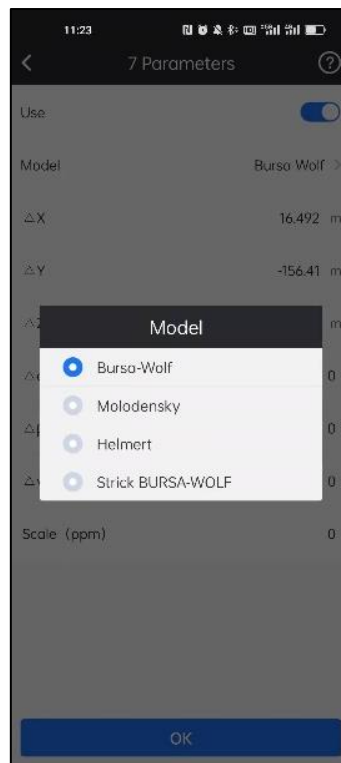 11:23
7 Parameters
Use
Model Bursa Wolf
△X 16.492 m
△Y -156.41 m
m
Model
Bursa-Wolf
0
Molodensky
Helmert
0
Strick BURSA-WOLF
0
Scale (ppm) 0
OK